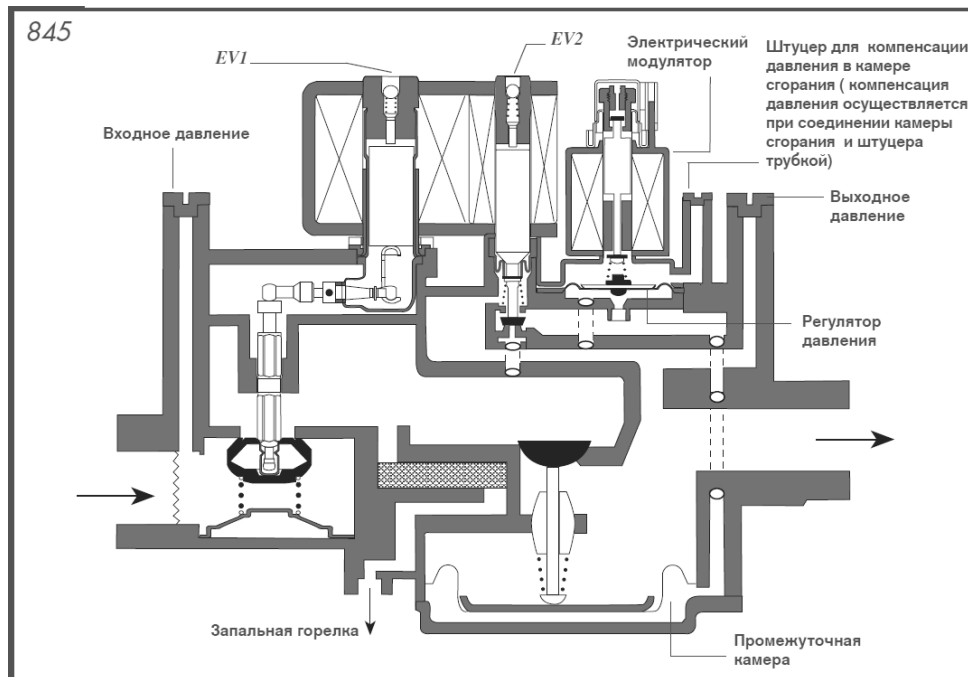 845
EV1
EV2
Электрический
модулятор
Штуцер для компенсации
давления в камере
сгорания ( компенсация
давления осуществляется
при соединении камеры
сгорания и штуцера
трубкой)
Входное давление
Выходное
давление
Регулятор
давления
Запальная горелка
Промежуточная
камера